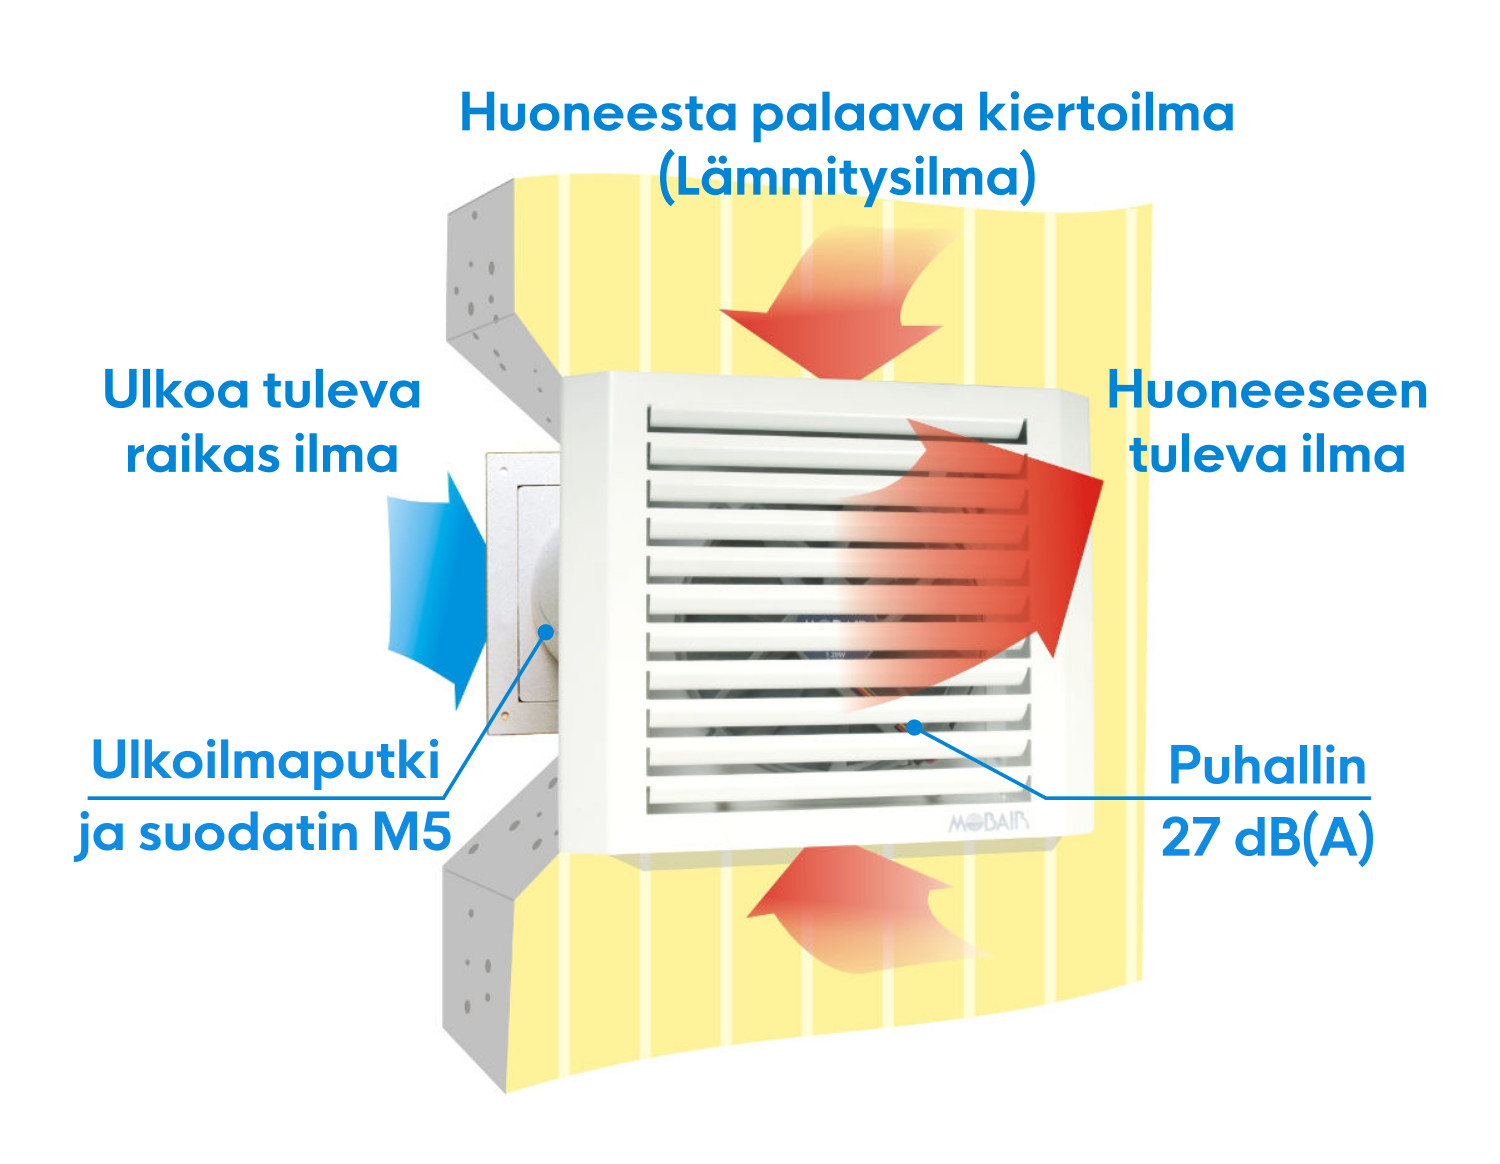 Huoneesta palaava kiertoilma
(Lämmitysilma)
Ulkoa tuleva
raikas ilma
Huoneeseen
tuleva ilma
Ulkoilmaputki
ja suodatin M5
Puhallin
27 dB(A)
MOBAIR